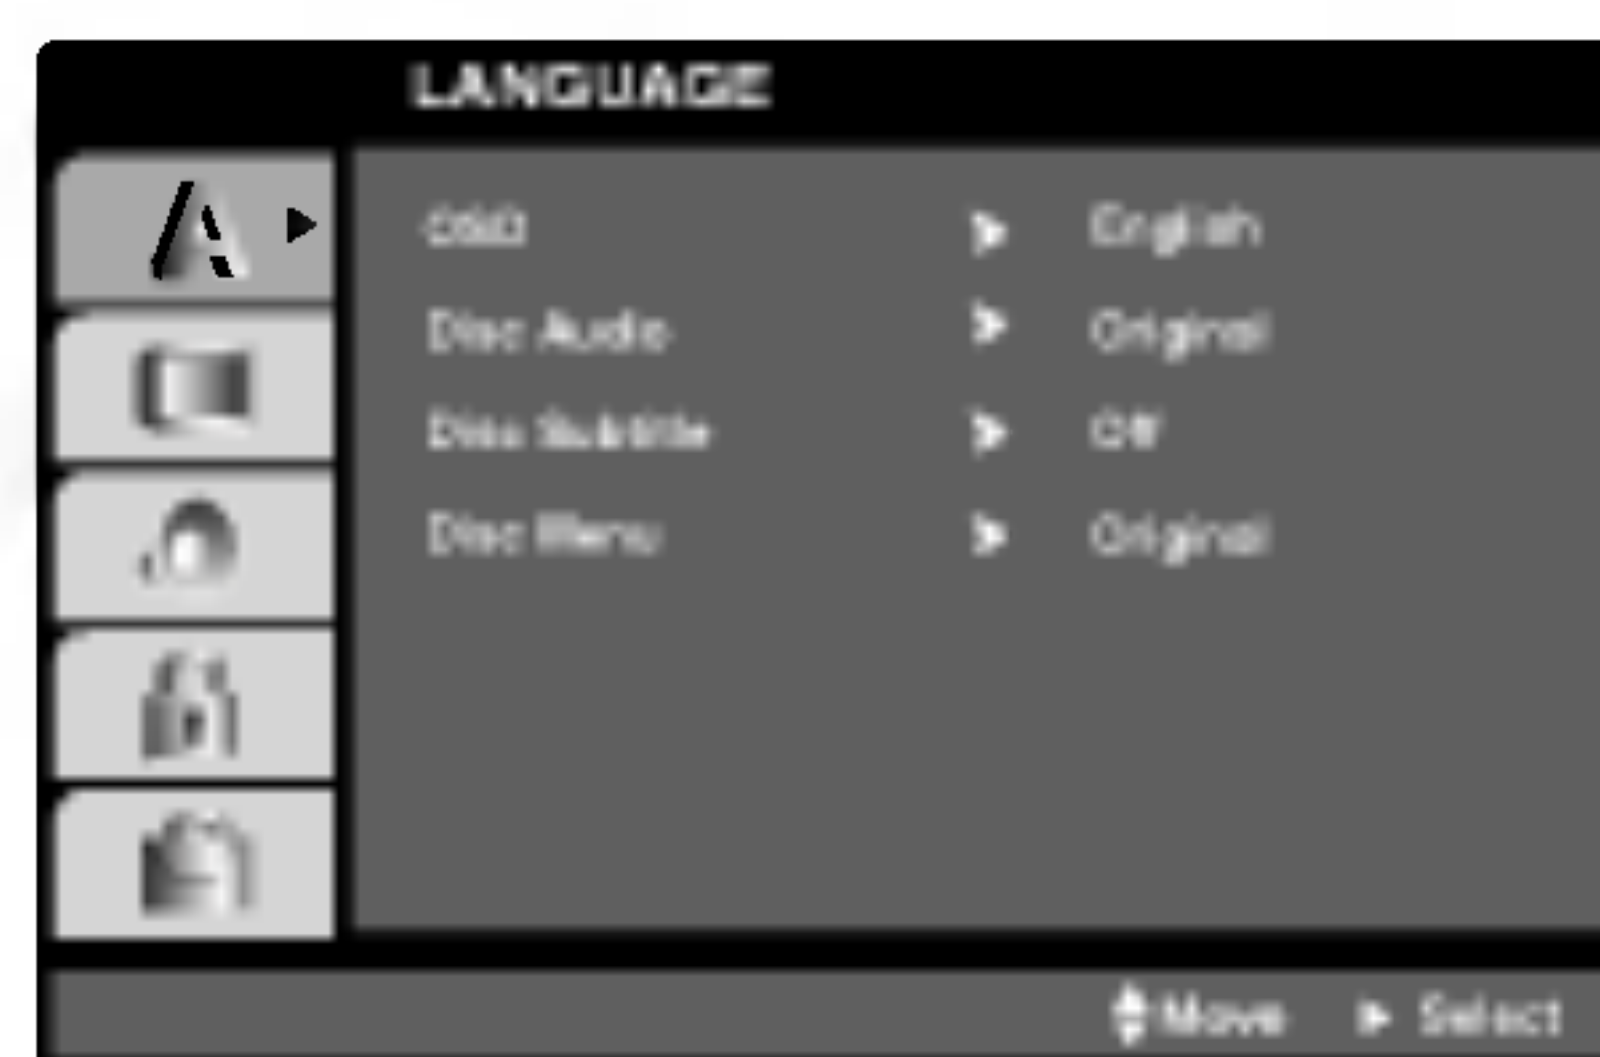 LANGUAGE
OSD English
Disc Audio Original
Disc Subtitle Off
Disc Menu Original
Move Select